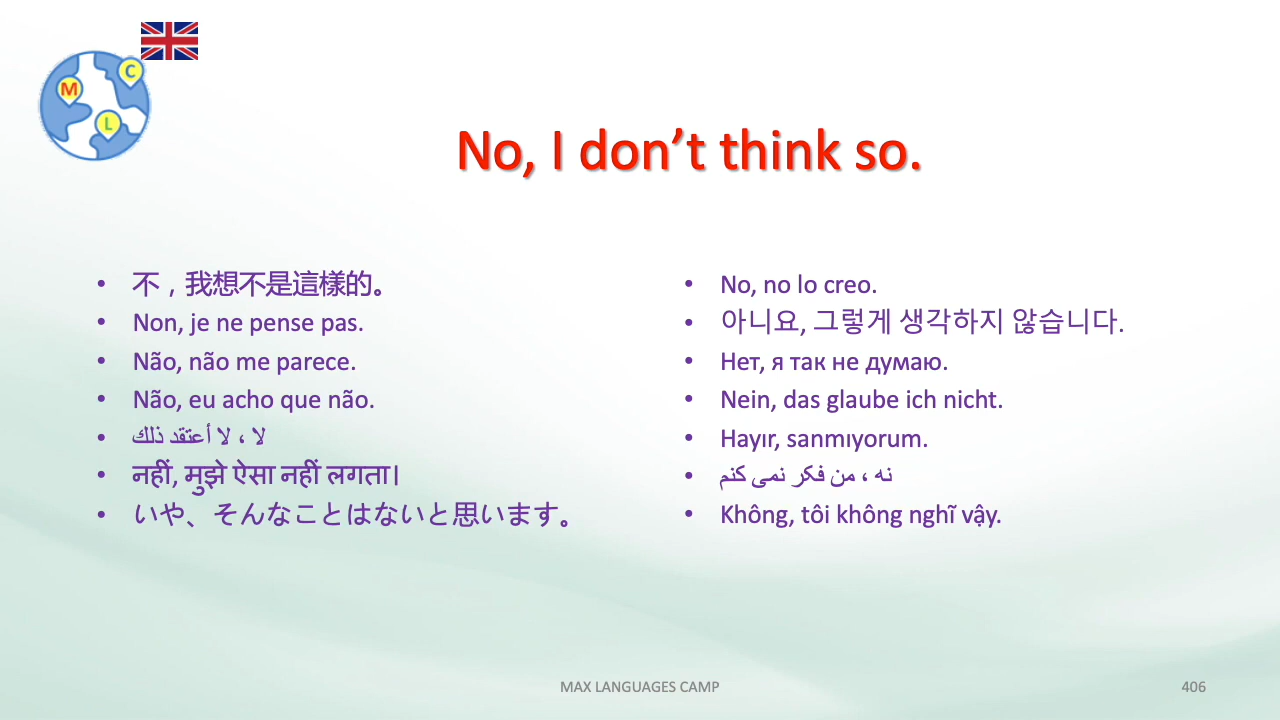 C
M
L
No, I don’t think so.
• 不，我想不是這樣的。
• Non, je ne pense pas.
• Não, não me parece.
• Não, eu acho que não.
• لا ، لا أعتقد ذلك
• नहीं, मुझे ऐसा नहीं लगता।
• いや、そんなことはないと思います。
• No, no lo creo.
• 아니요, 그렇게 생각하지 않습니다.
• Нет, я так не думаю.
• Nein, das glaube ich nicht.
• Hayır, sanmıyorum.
• نه ، من فکر نمی کنم
• Không, tôi không nghĩ vậy.
MAX LANGUAGES CAMP
406